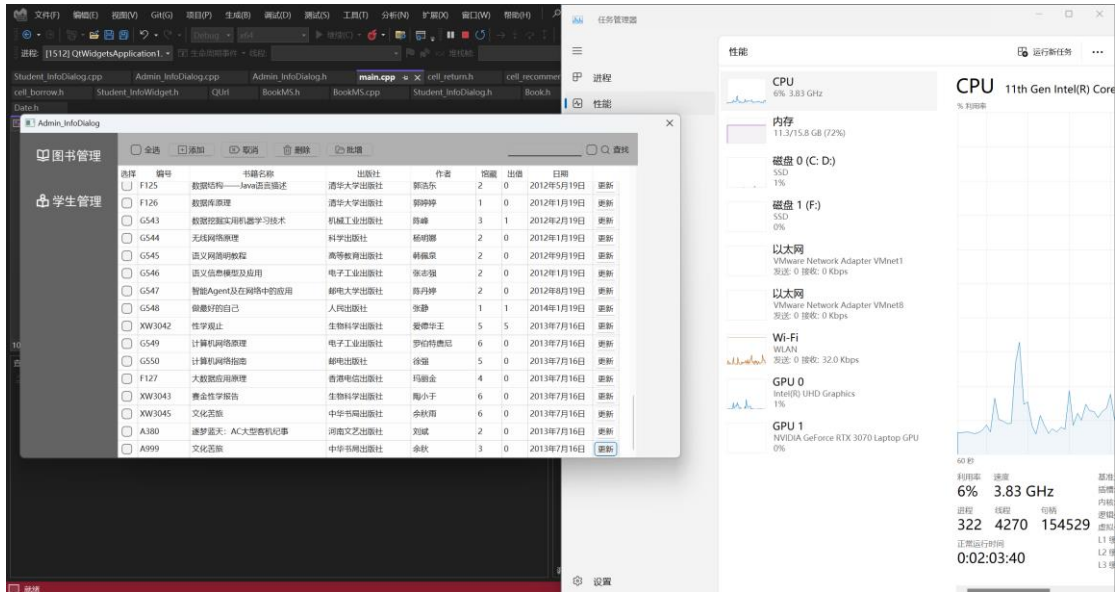 文件(F) 编辑(E) 视图(V) Git(G) 项目(P) 生成(B) 调试(D) 测试(S) 工具(T) 分析(N) 扩展(X) 窗口(W) 帮助(H)
Debug x64 继续(C)
进程: [1512] QtWidgetsApplication1. 生命周期事件 线程:
Student_InfoDialog.cpp Admin_InfoDialog.cpp Admin_InfoDialog.h main.cpp cell_return.h cell_recommer
cell_borrow.h Student_InfoWidget.h QUrl BookMS.h BookMS.cpp Student_InfoDialog.h Book.h
Date.h
Admin_InfoDialog
图书管理
学生管理
全选 添加 取消 删除 批增 查找
选择 编号 书籍名称 出版社 作者 馆藏 出借 日期
F125 数据结构——Java语言描述 清华大学出版社 郭浩东 2 0 2012年5月19日 更新
F126 数据库原理 清华大学出版社 郭婷婷 1 0 2012年1月19日 更新
G543 数据挖掘实用机器学习技术 机械工业出版社 陈峰 3 1 2012年2月19日 更新
G544 无线网络原理 科学出版社 杨明娜 2 0 2012年1月19日 更新
G545 语义网简明教程 高等教育出版社 韩佩泉 2 0 2012年9月19日 更新
G546 语义信息模型及应用 电子工业出版社 张志强 2 0 2012年1月19日 更新
G547 智能Agent及在网络中的应用 邮电大学出版社 陈丹婷 2 0 2012年8月19日 更新
G548 做最好的自己 人民出版社 张静 1 1 2014年1月19日 更新
XW3042 性学观止 生物科学出版社 爱德华王 5 5 2013年7月16日 更新
G549 计算机网络原理 电子工业出版社 罗伯特唐尼 6 0 2013年7月16日 更新
G550 计算机网络指南 邮电出版社 徐强 5 0 2013年7月16日 更新
F127 大数据应用原理 香港电信出版社 玛丽金 4 0 2013年7月16日 更新
XW3043 赛金性学报告 生物科学出版社 陶小于 6 0 2013年7月16日 更新
XW3045 文化苦旅 中华书局出版社 余秋雨 6 0 2013年7月16日 更新
A380 逐梦蓝天：AC大型客机纪事 河南文艺出版社 刘斌 2 0 2013年7月16日 更新
A999 文化苦旅 中华书局出版社 余秋 3 0 2013年7月16日 更新
就绪
任务管理器
进程
性能
设置
性能 运行新任务
CPU
6% 3.83 GHz
内存
11.3/15.8 GB (72%)
磁盘 0 (C: D:)
SSD
1%
磁盘 1 (F:)
SSD
0%
以太网
VMware Network Adapter VMnet1
发送: 0 接收: 0 Kbps
以太网
VMware Network Adapter VMnet8
发送: 0 接收: 0 Kbps
Wi-Fi
WLAN
发送: 0 接收: 32.0 Kbps
GPU 0
Intel(R) UHD Graphics
1%
GPU 1
NVIDIA GeForce RTX 3070 Laptop GPU
0%
CPU 11th Gen Intel(R) Core
% 利用率
60 秒
利用率 速度
6% 3.83 GHz
进程 线程 句柄
322 4270 154529
正常运行时间
0:02:03:40